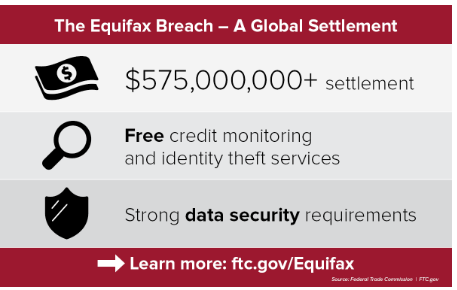 The Equifax Breach – A Global Settlement
$
$575,000,000+ settlement
Free credit monitoring
and identity theft services
Strong data security requirements
Learn more: ftc.gov/Equifax
Source: Federal Trade Commission | FTC.gov